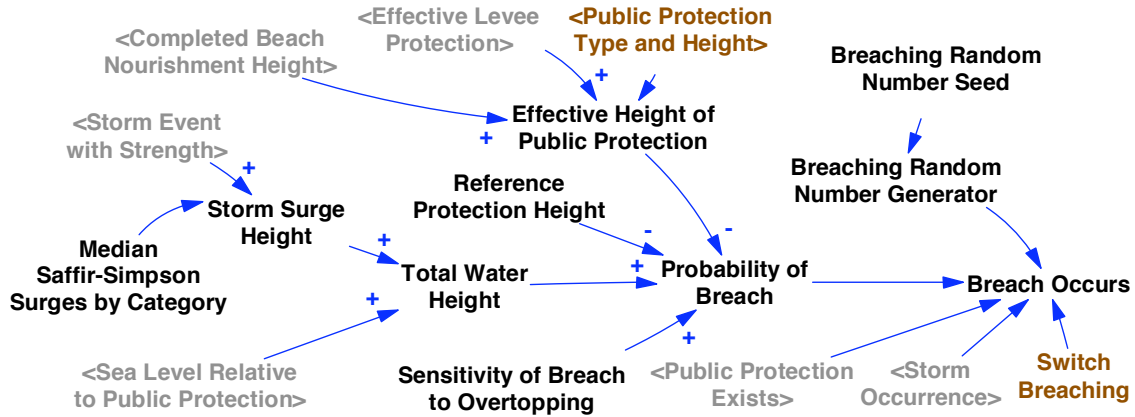 <Effective Levee
Protection>
<Public Protection
Type and Height>
<Completed Beach
Nourishment Height>
Breaching Random
Number Seed
+
Effective Height of
Public Protection
+
<Storm Event
with Strength>
+
Breaching Random
Number Generator
Reference
Protection Height
Storm Surge
Height
-
-
Median
Saffir-Simpson
Surges by Category
+
+
Total Water
Height
Probability of
Breach
Breach Occurs
+
+
<Sea Level Relative
to Public Protection>
Sensitivity of Breach
to Overtopping
<Public Protection
Exists>
<Storm
Occurrence>
Switch
Breaching